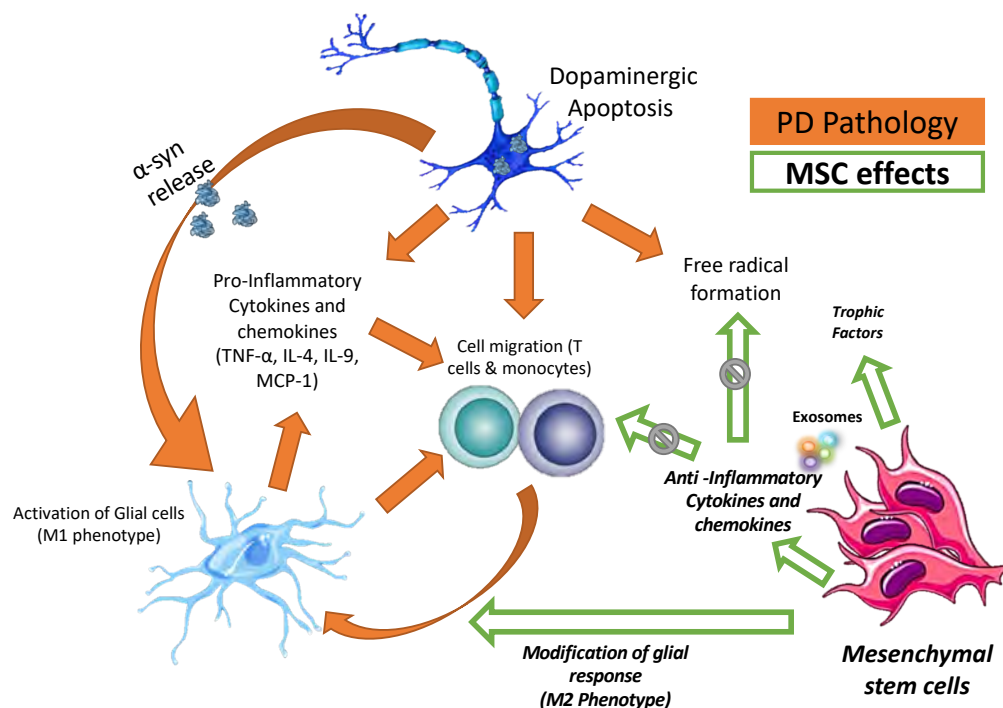 Dopaminergic
Apoptosis
PD Pathology
MSC effects
α-syn
release
Pro-Inflammatory
Cytokines and
chemokines
(TNF-α, IL-4, IL-9,
MCP-1)
Free radical
formation
Cell migration (T
cells & monocytes)
Trophic
Factors
Exosomes
Anti -Inflammatory
Cytokines and
chemokines
Activation of Glial cells
(M1 phenotype)
Modification of glial
response
(M2 Phenotype)
Mesenchymal
stem cells